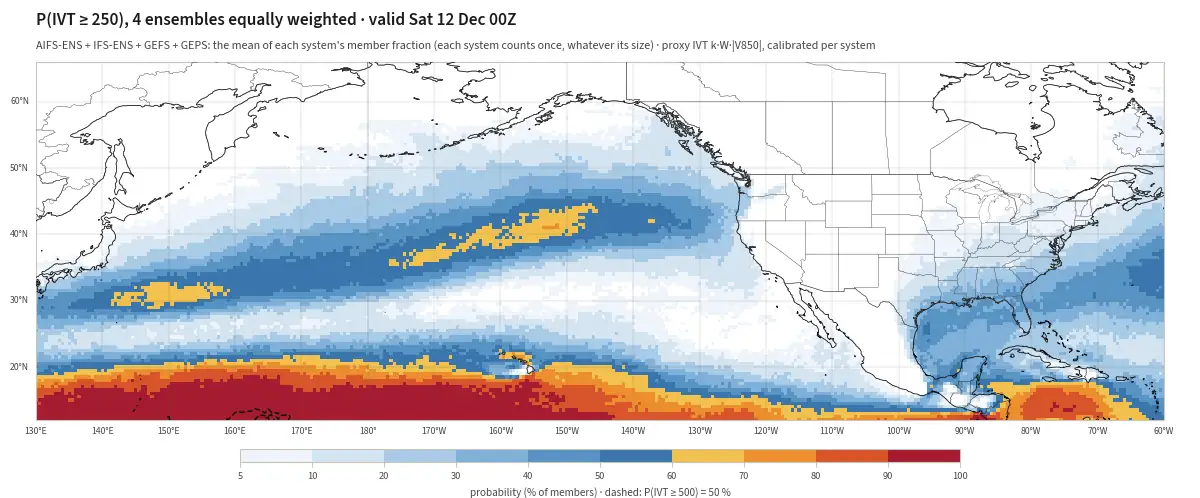 P(IVT ≥ 250), 4 ensembles equally weighted · valid Sat 12 Dec 00Z
AIFS-ENS + IFS-ENS + GEFS + GEPS: the mean of each system's member fraction (each system counts once, whatever its size) · proxy IVT k·W·|V850|, calibrated per system
60°N
50°N
40°N
30°N
20°N
130°E 140°E 150°E 160°E 170°E 180° 170°W 160°W 150°W 140°W 130°W 120°W 110°W 100°W 90°W 80°W 70°W 60°W
5 10 20 30 40 50 60 70 80 90 100
probability (% of members) · dashed: P(IVT ≥ 500) = 50 %